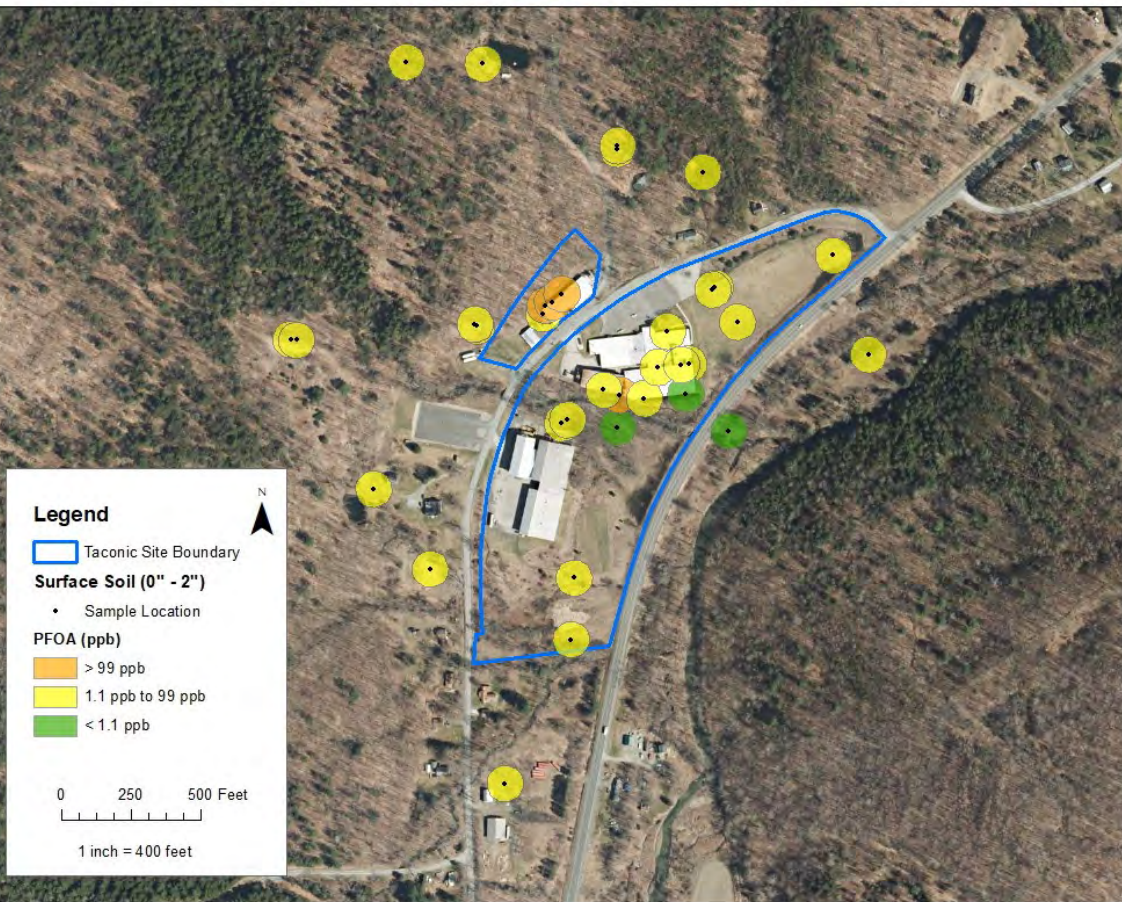 Legend
N
Taconic Site Boundary
Surface Soil (0" - 2")
Sample Location
PFOA (ppb)
> 99 ppb
1.1 ppb to 99 ppb
< 1.1 ppb
0 250 500 Feet
1 inch = 400 feet